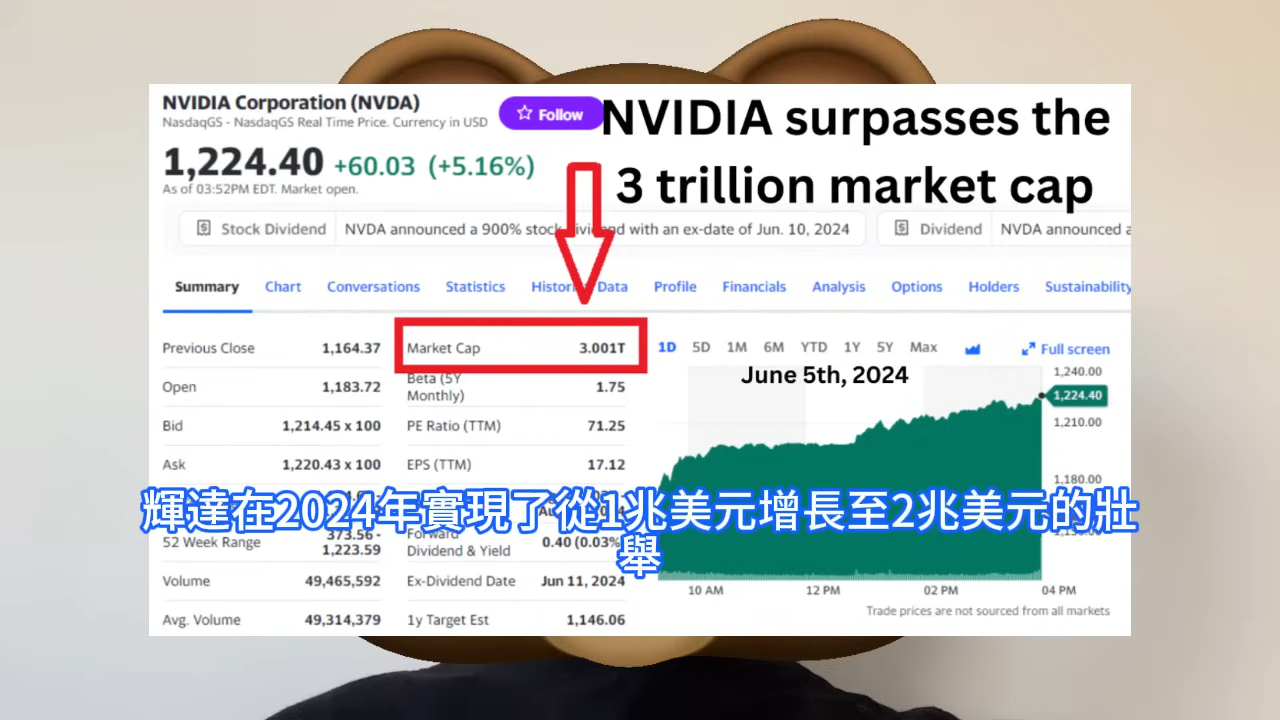 NVIDIA Corporation (NVDA)
NasdaqGS - NasdaqGS Real Time Price. Currency in USD
Follow
NVIDIA surpasses the
3 trillion market cap
1,224.40 +60.03 (+5.16%)
As of 03:52PM EDT. Market open.
Stock Dividend NVDA announced a 900% stock dividend with an ex-date of Jun. 10, 2024
Dividend NVDA announced a
Summary Chart Conversations Statistics Historical Data Profile Financials Analysis Options Holders Sustainability
Previous Close 1,164.37
Open 1,183.72
Bid 1,214.45 x 100
Ask 1,220.43 x 100
52 Week Range 373.56 -
1,223.59
Volume 49,465,592
Avg. Volume 49,314,379
Market Cap 3.001T
Beta (5Y
Monthly) 1.75
PE Ratio (TTM) 71.25
EPS (TTM) 17.12
Forward
Dividend & Yield 0.40 (0.03%
Ex-Dividend Date Jun 11, 2024
1y Target Est 1,146.06
1D 5D 1M 6M YTD 1Y 5Y Max Full screen
June 5th, 2024
1,240.00
1,224.40
1,210.00
1,180.00
10 AM 12 PM 02 PM 04 PM
Trade prices are not sourced from all markets
輝達在2024年實現了從1兆美元增長至2兆美元的壯
舉